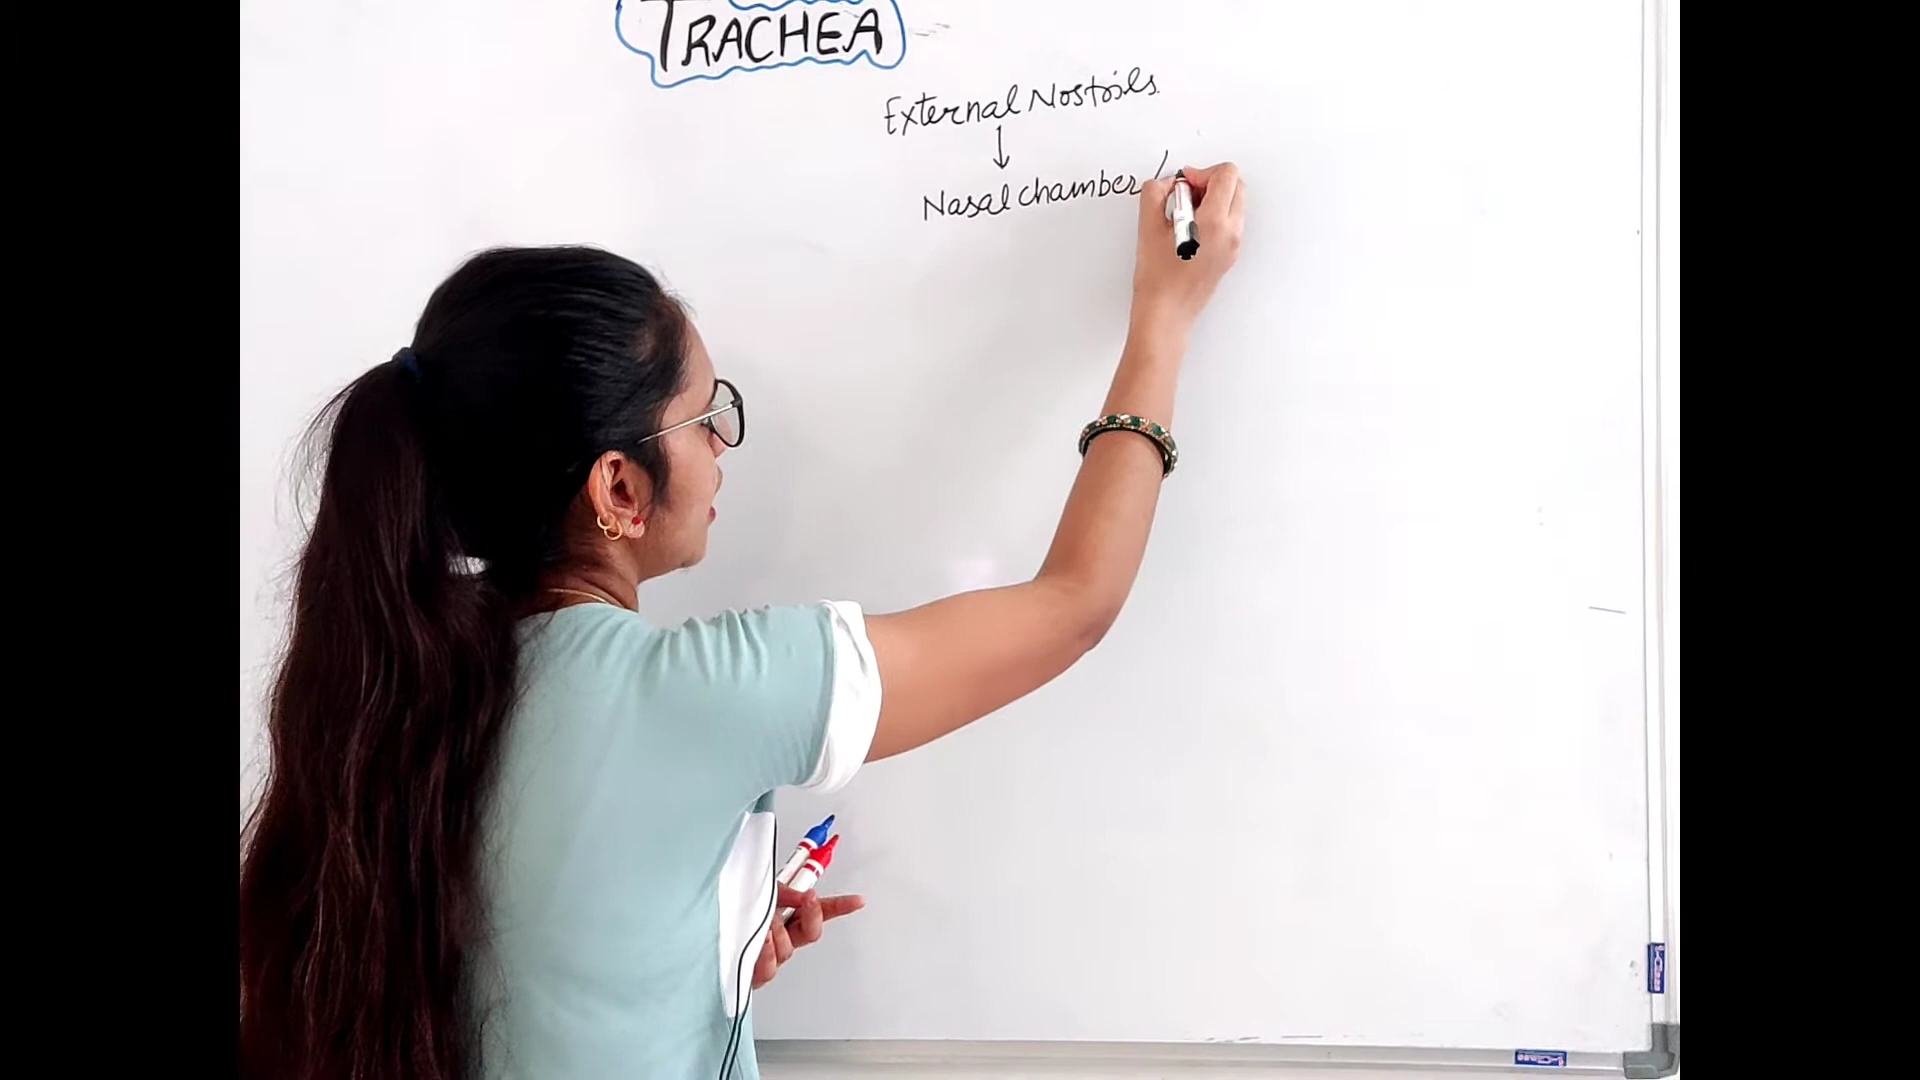 TRACHEA
External Nostrils.
↓
Nasal chamber /